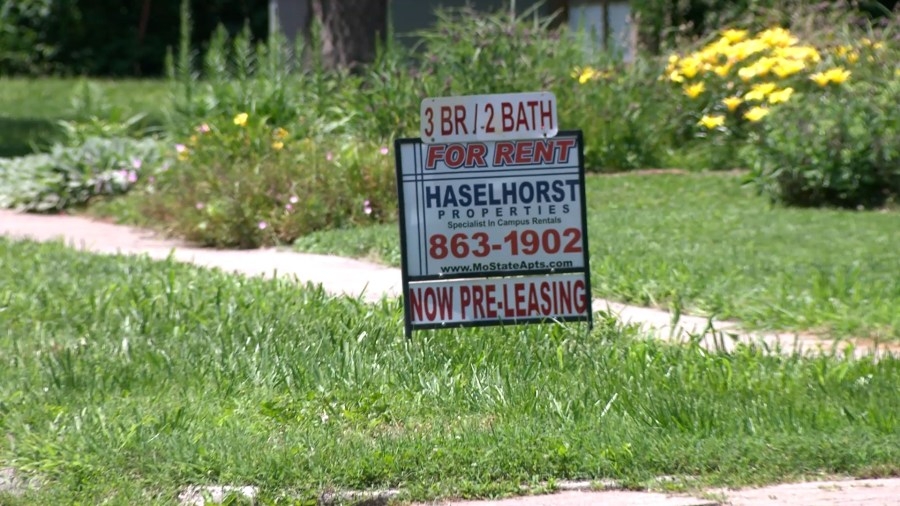 3 BR / 2 BATH
FOR RENT
HASELHORST
PROPERTIES
Specialist in Campus Rentals
863-1902
www.MoStateApts.com
NOW PRE-LEASING